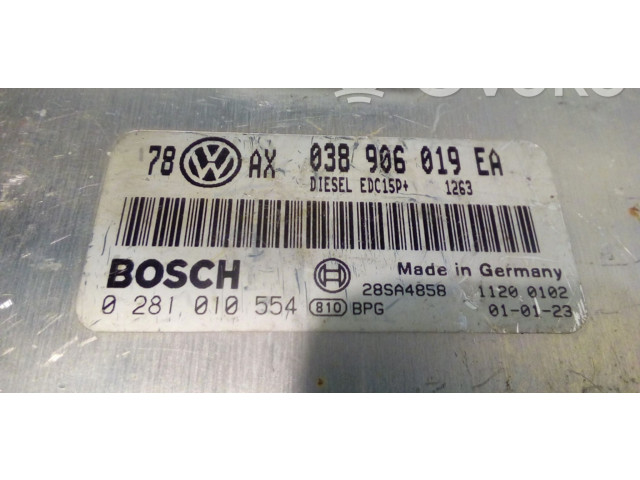 78 VW AX 038 906 019 EA
DIESEL EDC15P+ 1263
BOSCH
Made in Germany
0 281 010 554 810 BPG
28SA4858 1120 0102
01-01-23